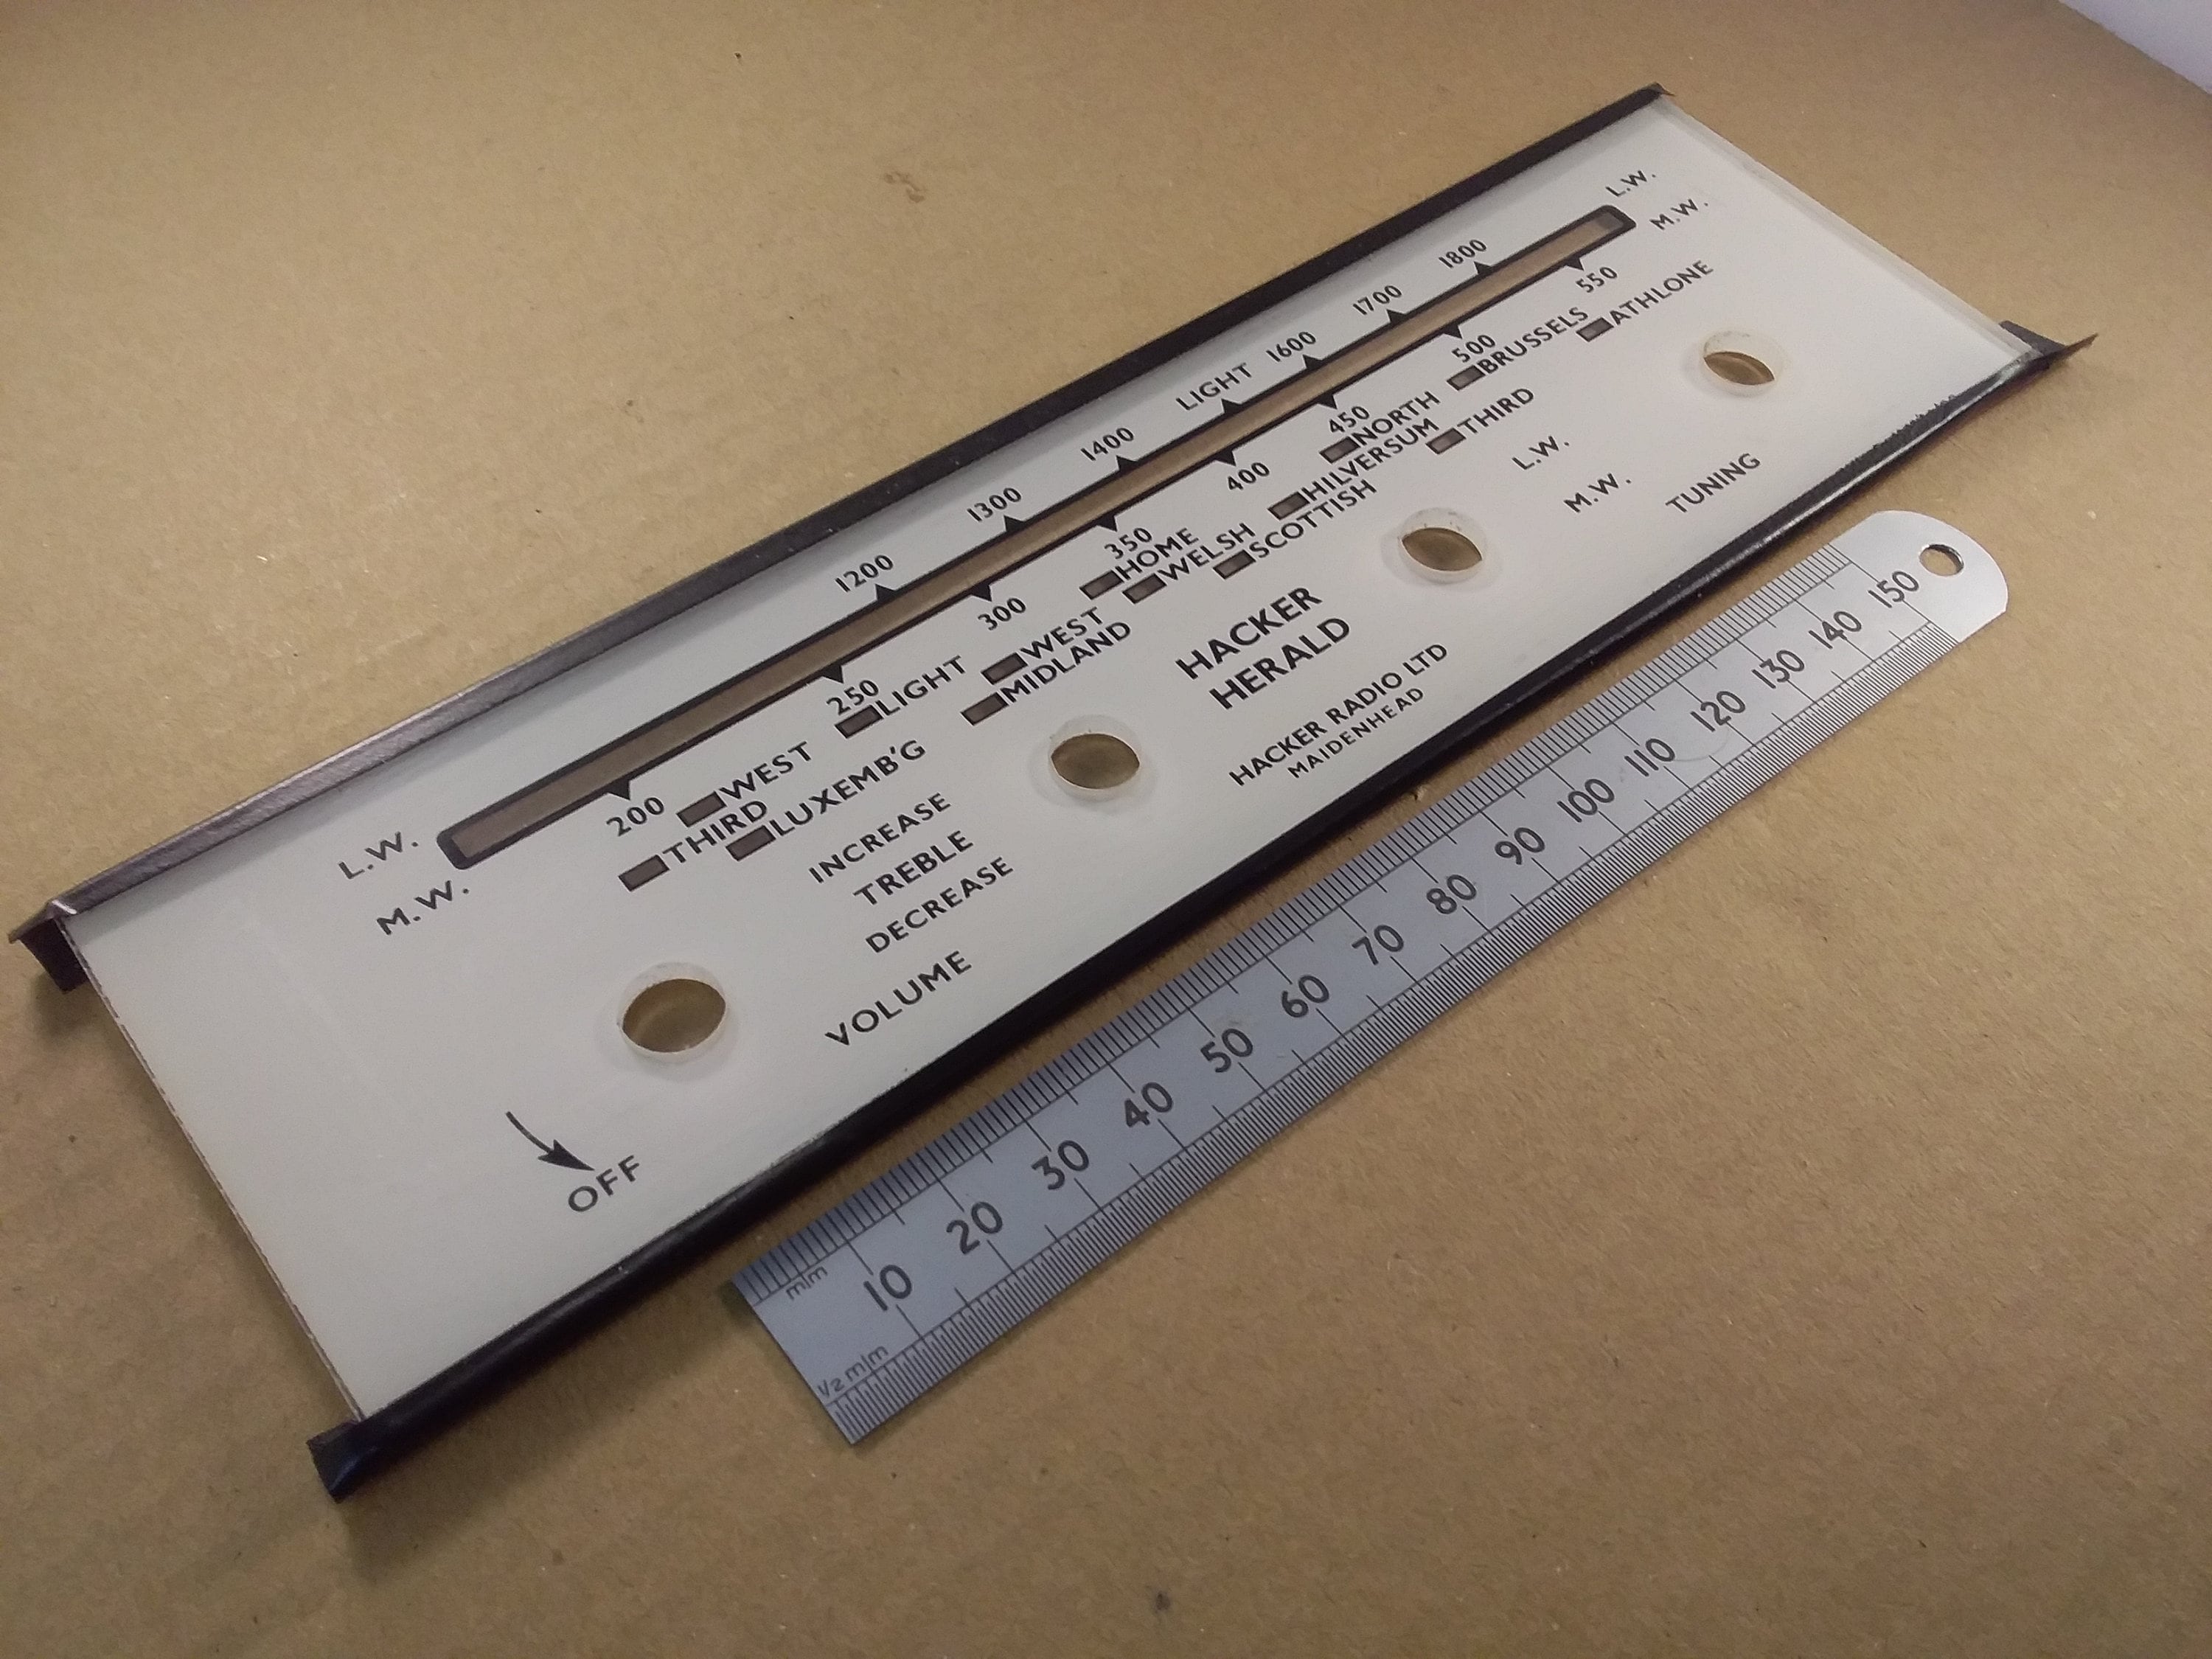 L.W. 1200 1300 1400 LIGHT 1600 1700 1800 L.W.
M.W. 200 250 300 350 400 450 500 550 M.W.
WEST LIGHT WEST HOME HILVERSUM NORTH BRUSSELS ATHLONE
THIRD LUXEMB'G MIDLAND WELSH SCOTTISH THIRD
INCREASE
TREBLE
DECREASE
HACKER
HERALD
L.W.
M.W.
OFF VOLUME
HACKER RADIO LTD
MAIDENHEAD
TUNING
m/m
10 20 30 40 50 60 70 80 90 100 110 120 130 140 150
1/2 m/m